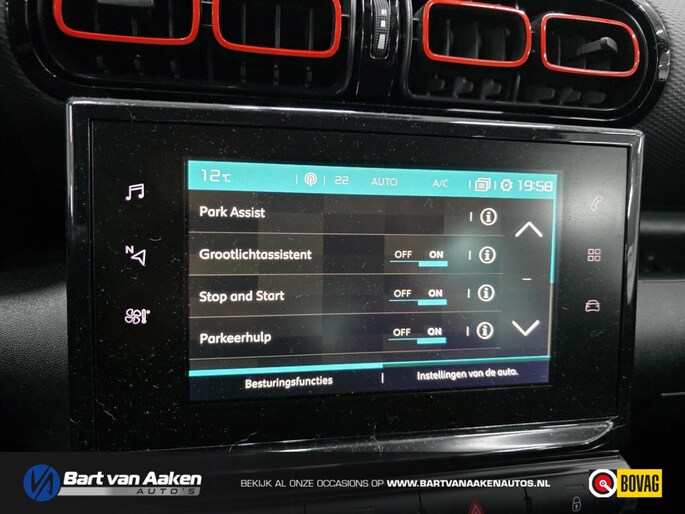 12°C 22 AUTO A/C 19:58
Park Assist
Grootlichtassistent OFF ON
Stop and Start OFF ON
Parkeerhulp OFF ON
Besturingsfuncties Instellingen van de auto.
N
Bart van Aaken
AUTO'S
BEKIJK AL ONZE OCCASIONS OP WWW.BARTVANAAKENAUTOS.NL
BOVAG